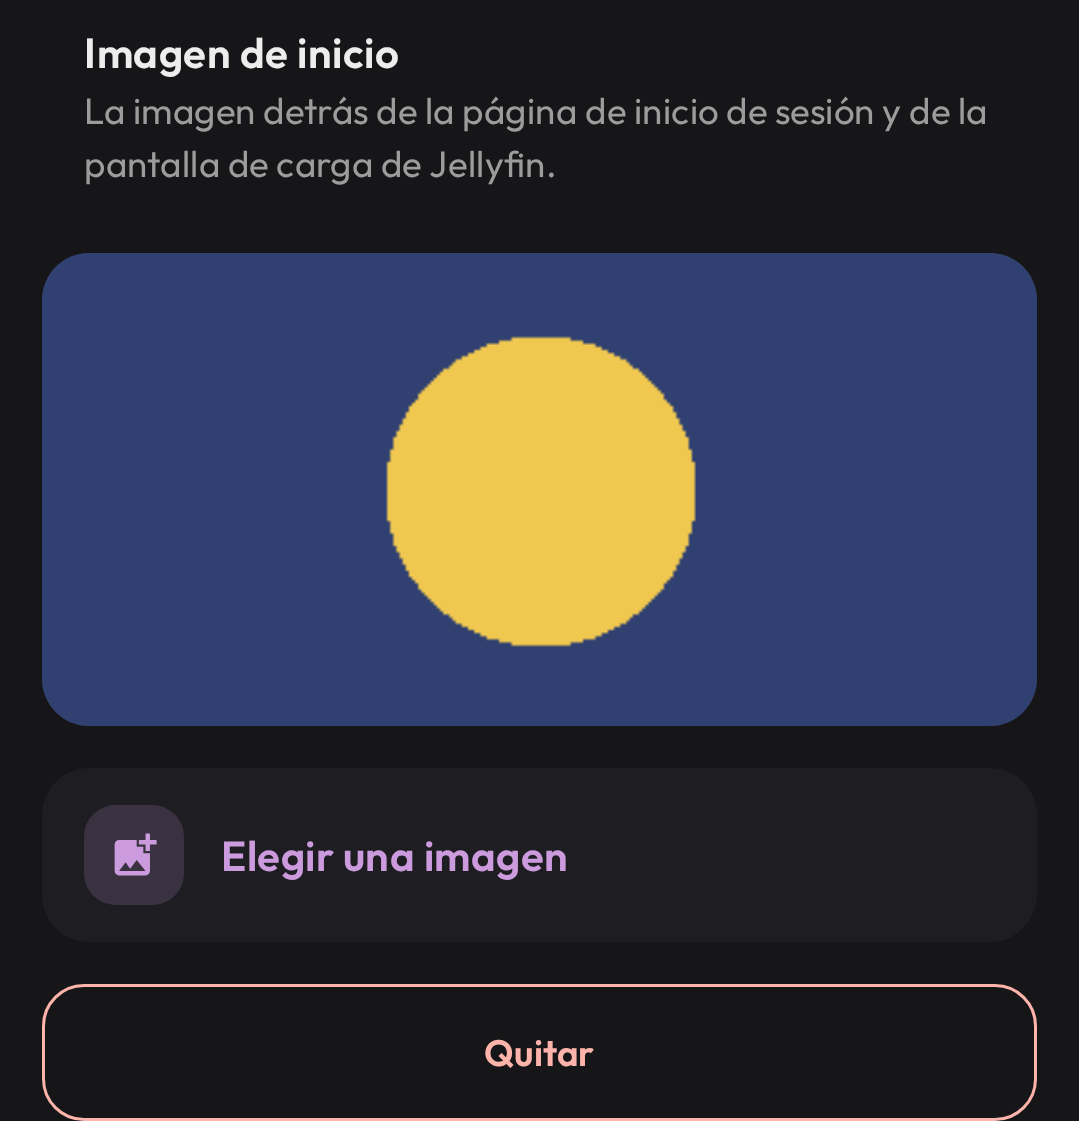 Imagen de inicio
La imagen detrás de la página de inicio de sesión y de la
pantalla de carga de Jellyfin.
Elegir una imagen
Quitar